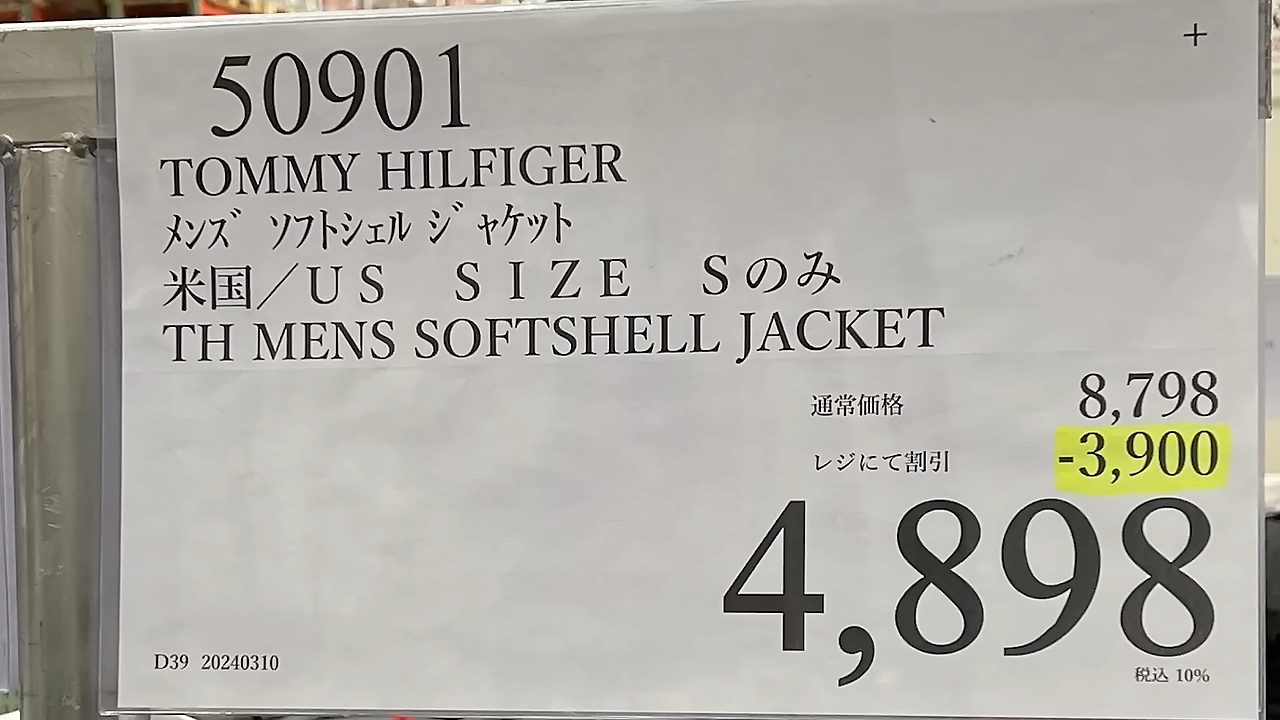 +
50901
TOMMY HILFIGER
ﾒﾝｽﾞ ｿﾌﾄｼｪﾙ ｼﾞｬｹｯﾄ
米国／ＵＳ　ＳＩＺＥ　Ｓのみ
TH MENS SOFTSHELL JACKET
通常価格 8,798
レジにて割引 -3,900
4,898
税込 10%
D39 20240310